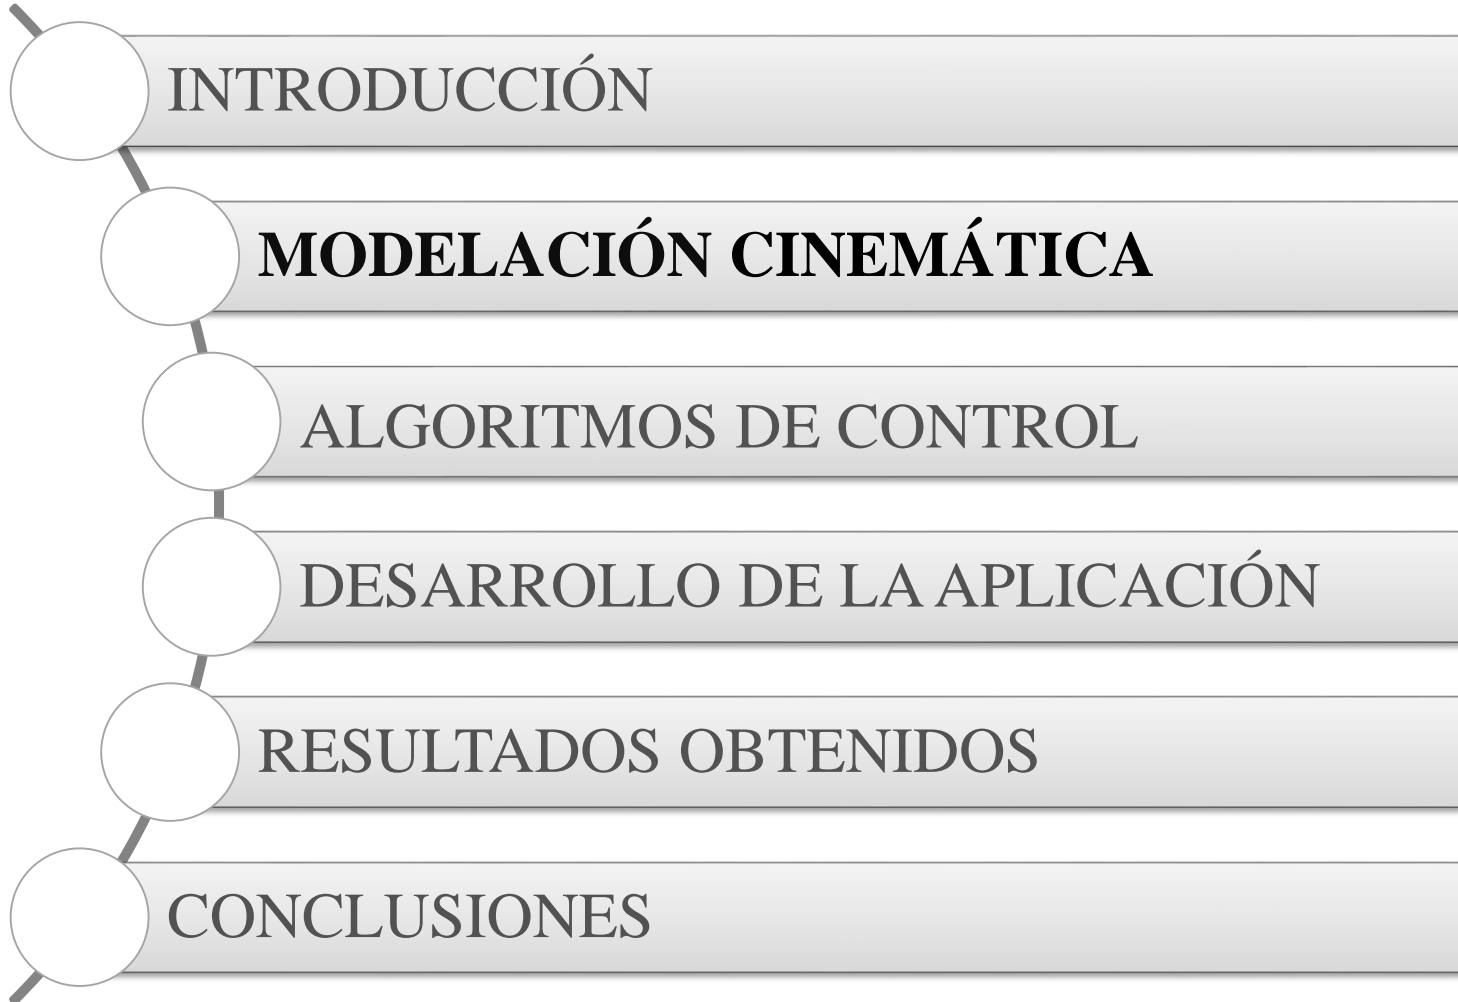 INTRODUCCIÓN
MODELACIÓN CINEMÁTICA
ALGORITMOS DE CONTROL
DESARROLLO DE LA APLICACIÓN
RESULTADOS OBTENIDOS
CONCLUSIONES